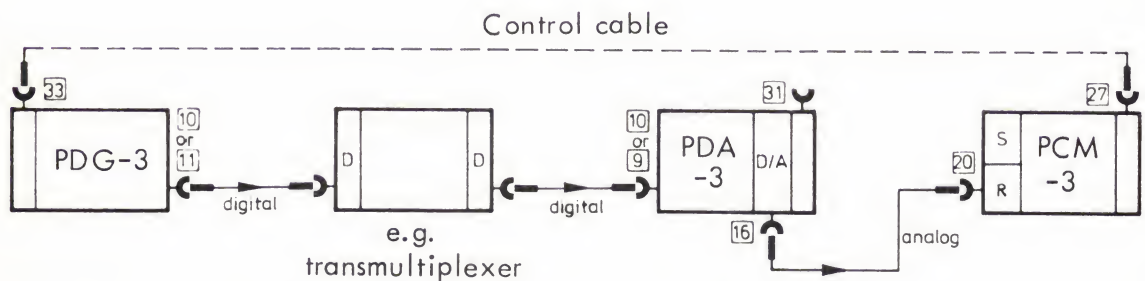 Control cable
33
31
27
PDG-3
10
or
11
digital
D
D
e.g.
transmultiplexer
digital
10
or
9
PDA
-3
D/A
16
analog
20
S
R
PCM
-3